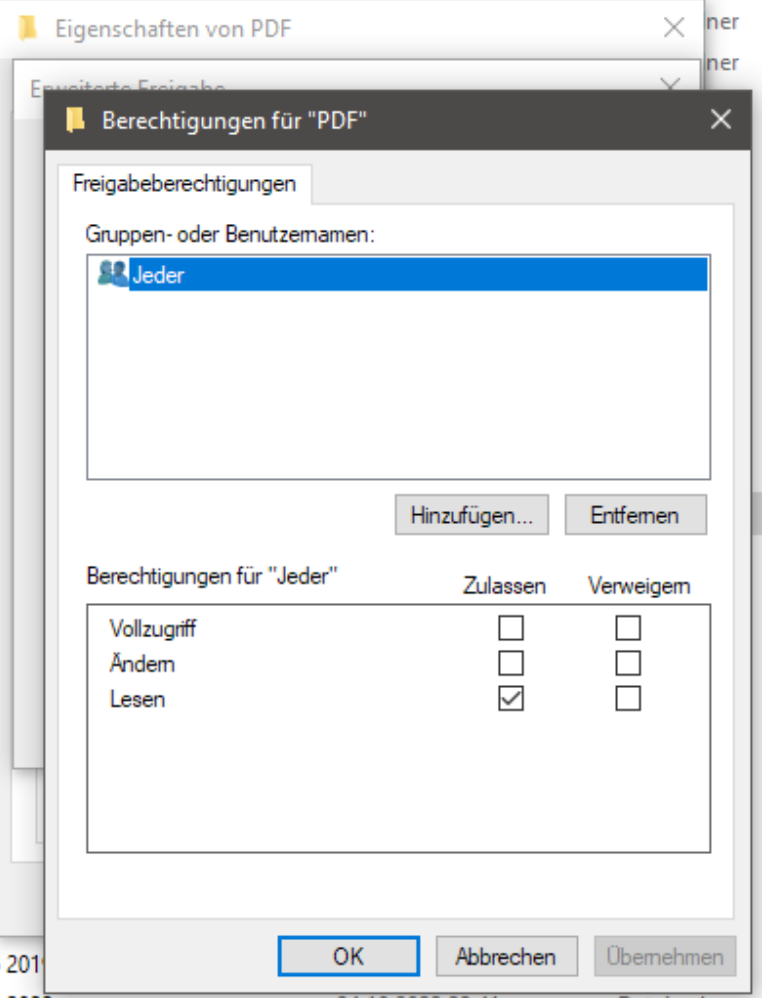 Eigenschaften von PDF
ner
ner
Erweiterte Freigabe
Berechtigungen für "PDF"
Freigabeberechtigungen
Gruppen- oder Benutzernamen:
Jeder
Hinzufügen... Entfernen
Berechtigungen für "Jeder" Zulassen Verweigern
Vollzugriff
Ändern
Lesen
OK Abbrechen Übernehmen
201